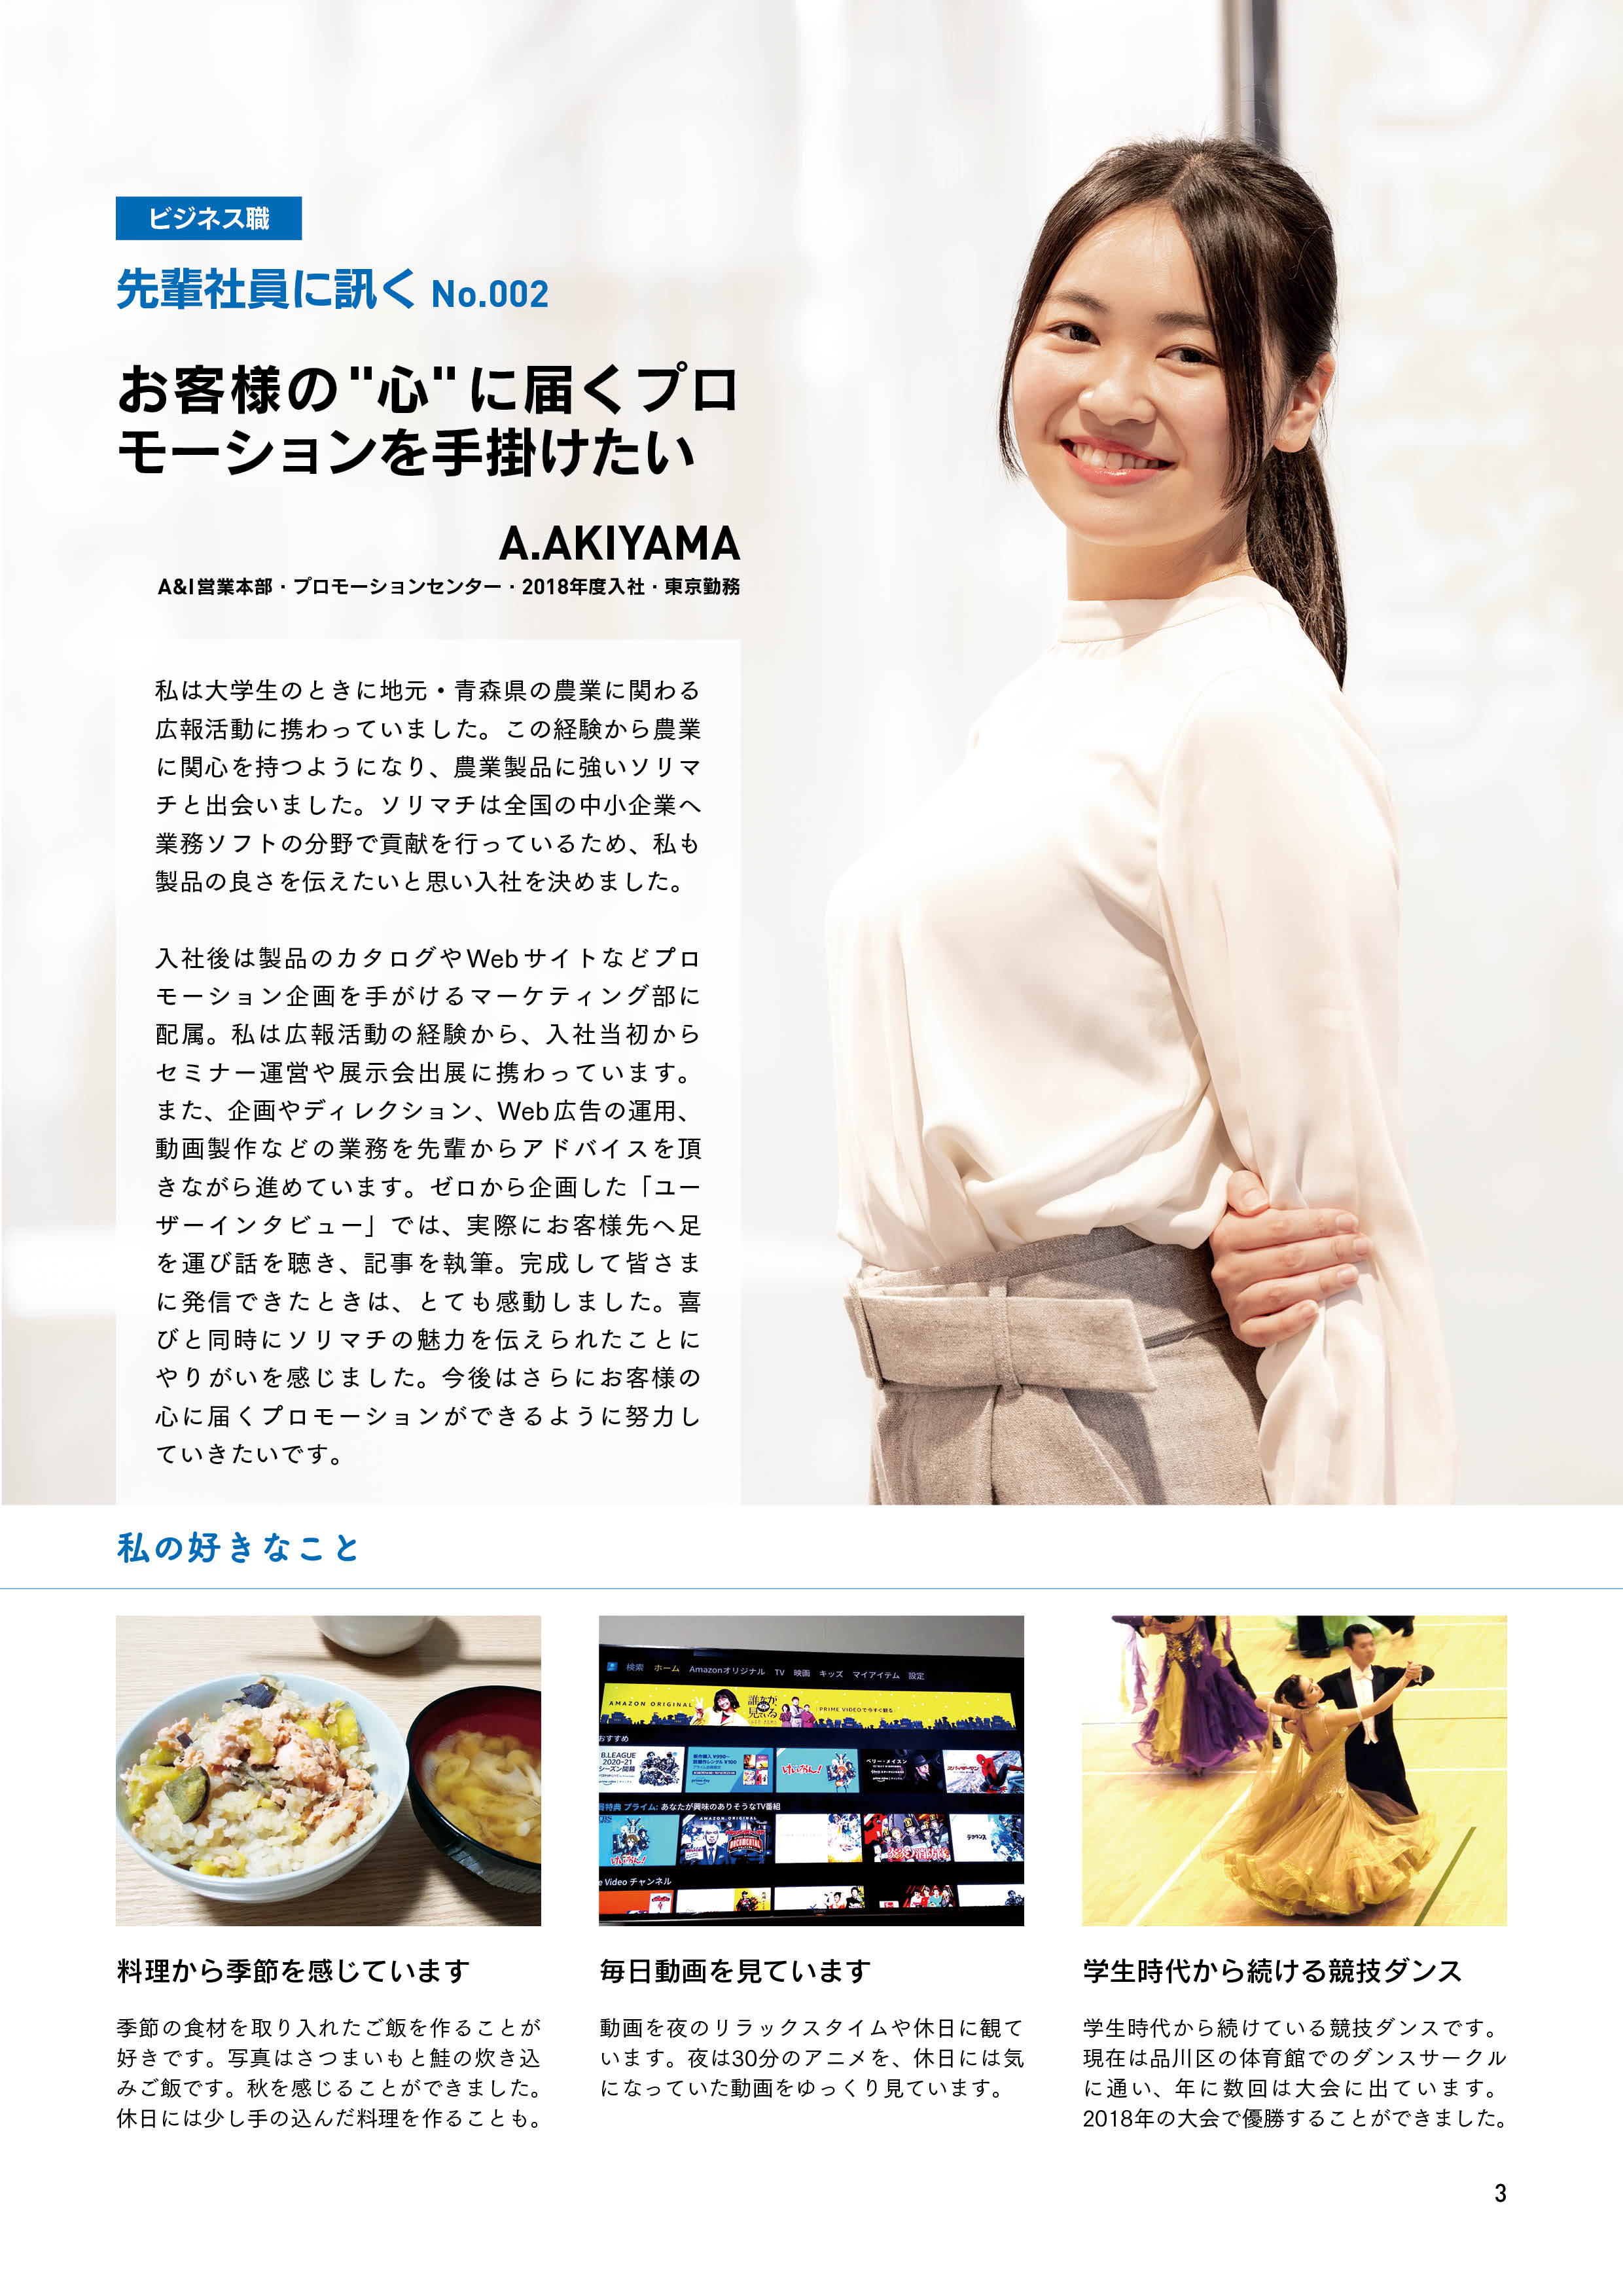 ビジネス職
先輩社員に訊く No.002
お客様の"心"に届くプロ
モーションを手掛けたい
A.AKIYAMA
A&I営業本部・プロモーションセンター・2018年度入社・東京勤務
私は大学生のときに地元・青森県の農業に関わる
広報活動に携わっていました。この経験から農業
に関心を持つようになり、農業製品に強いソリマ
チと出会いました。ソリマチは全国の中小企業へ
業務ソフトの分野で貢献を行っているため、私も
製品の良さを伝えたいと思い入社を決めました。
入社後は製品のカタログやWebサイトなどプロ
モーション企画を手がけるマーケティング部に
配属。私は広報活動の経験から、入社当初から
セミナー運営や展示会出展に携わっています。
また、企画やディレクション、Web広告の運用、
動画製作などの業務を先輩からアドバイスを頂
きながら進めています。ゼロから企画した「ユー
ザーインタビュー」では、実際にお客様先へ足
を運び話を聴き、記事を執筆。完成して皆さま
に発信できたときは、とても感動しました。喜
びと同時にソリマチの魅力を伝えられたことに
やりがいを感じました。今後はさらにお客様の
心に届くプロモーションができるように努力し
ていきたいです。
私の好きなこと
検索 ホーム Amazonオリジナル TV 映画 キッズ マイアイテム 設定
AMAZON ORIGINAL 誰かが見ている PRIME VIDEOで今すぐ観る
おすすめ
B.LEAGUE
2020-21
シーズン開幕
けいおん!
ペリー・メイスン
スパイダーマン
特典 プライム: あなたが興味のありそうなTV番組
けいおん!
AMAZON ORIGINAL
DOCUMENTAL
炎炎ノ消防隊
e Video チャンネル
料理から季節を感じています
季節の食材を取り入れたご飯を作ることが
好きです。写真はさつまいもと鮭の炊き込
みご飯です。秋を感じることができました。
休日には少し手の込んだ料理を作ることも。
毎日動画を見ています
動画を夜のリラックスタイムや休日に観て
います。夜は30分のアニメを、休日には気
になっていた動画をゆっくり見ています。
学生時代から続ける競技ダンス
学生時代から続けている競技ダンスです。
現在は品川区の体育館でのダンスサークル
に通い、年に数回は大会に出ています。
2018年の大会で優勝することができました。
3